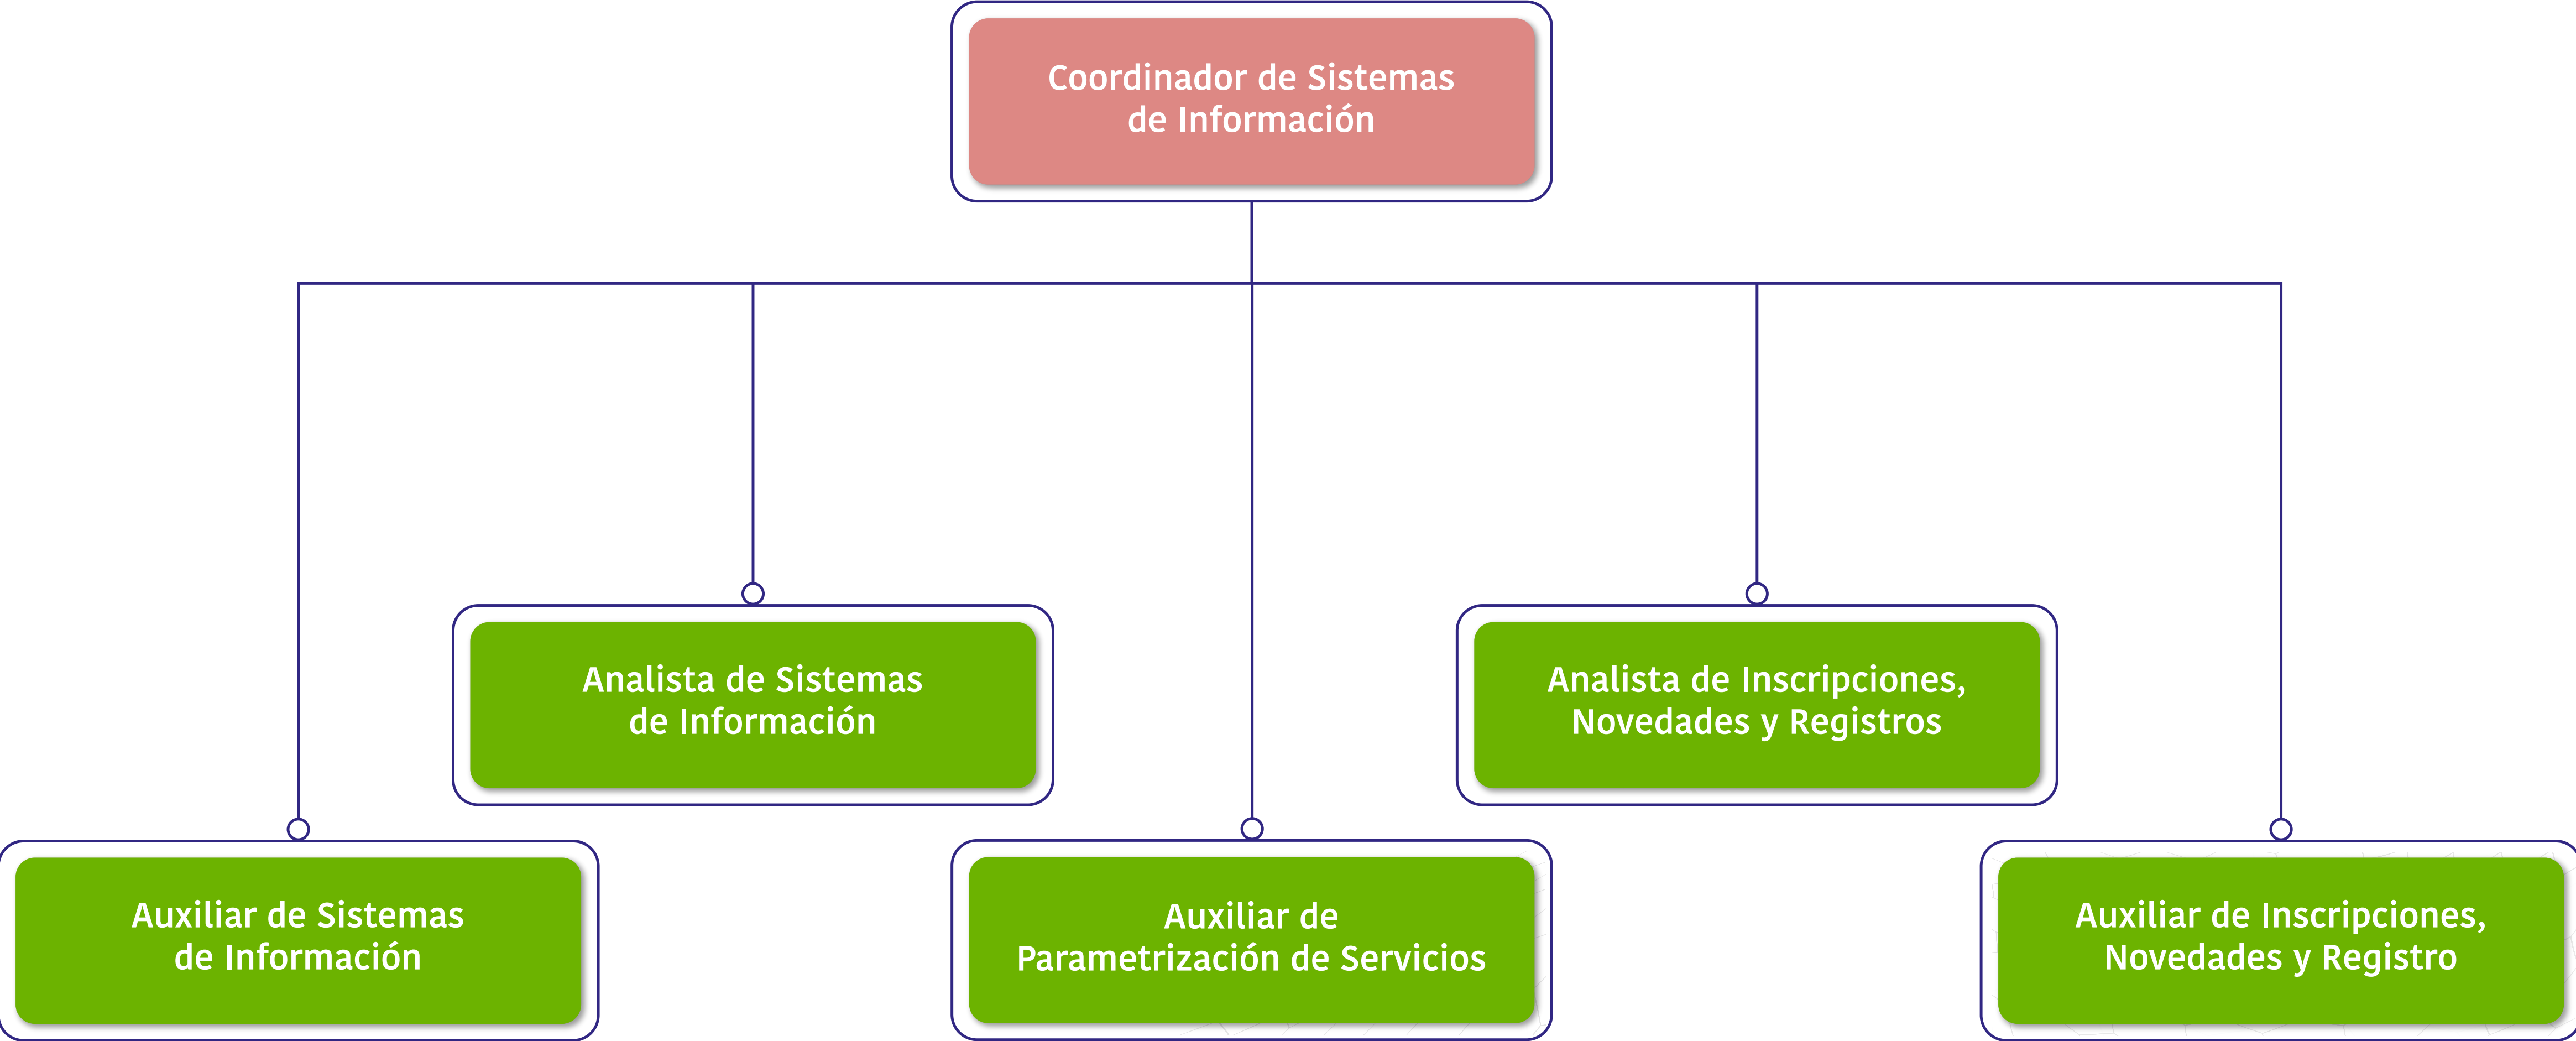 Coordinador de Sistemas
de Información
Analista de Sistemas
de Información
Analista de Inscripciones,
Novedades y Registros
Auxiliar de Sistemas
de Información
Auxiliar de
Parametrización de Servicios
Auxiliar de Inscripciones,
Novedades y Registro